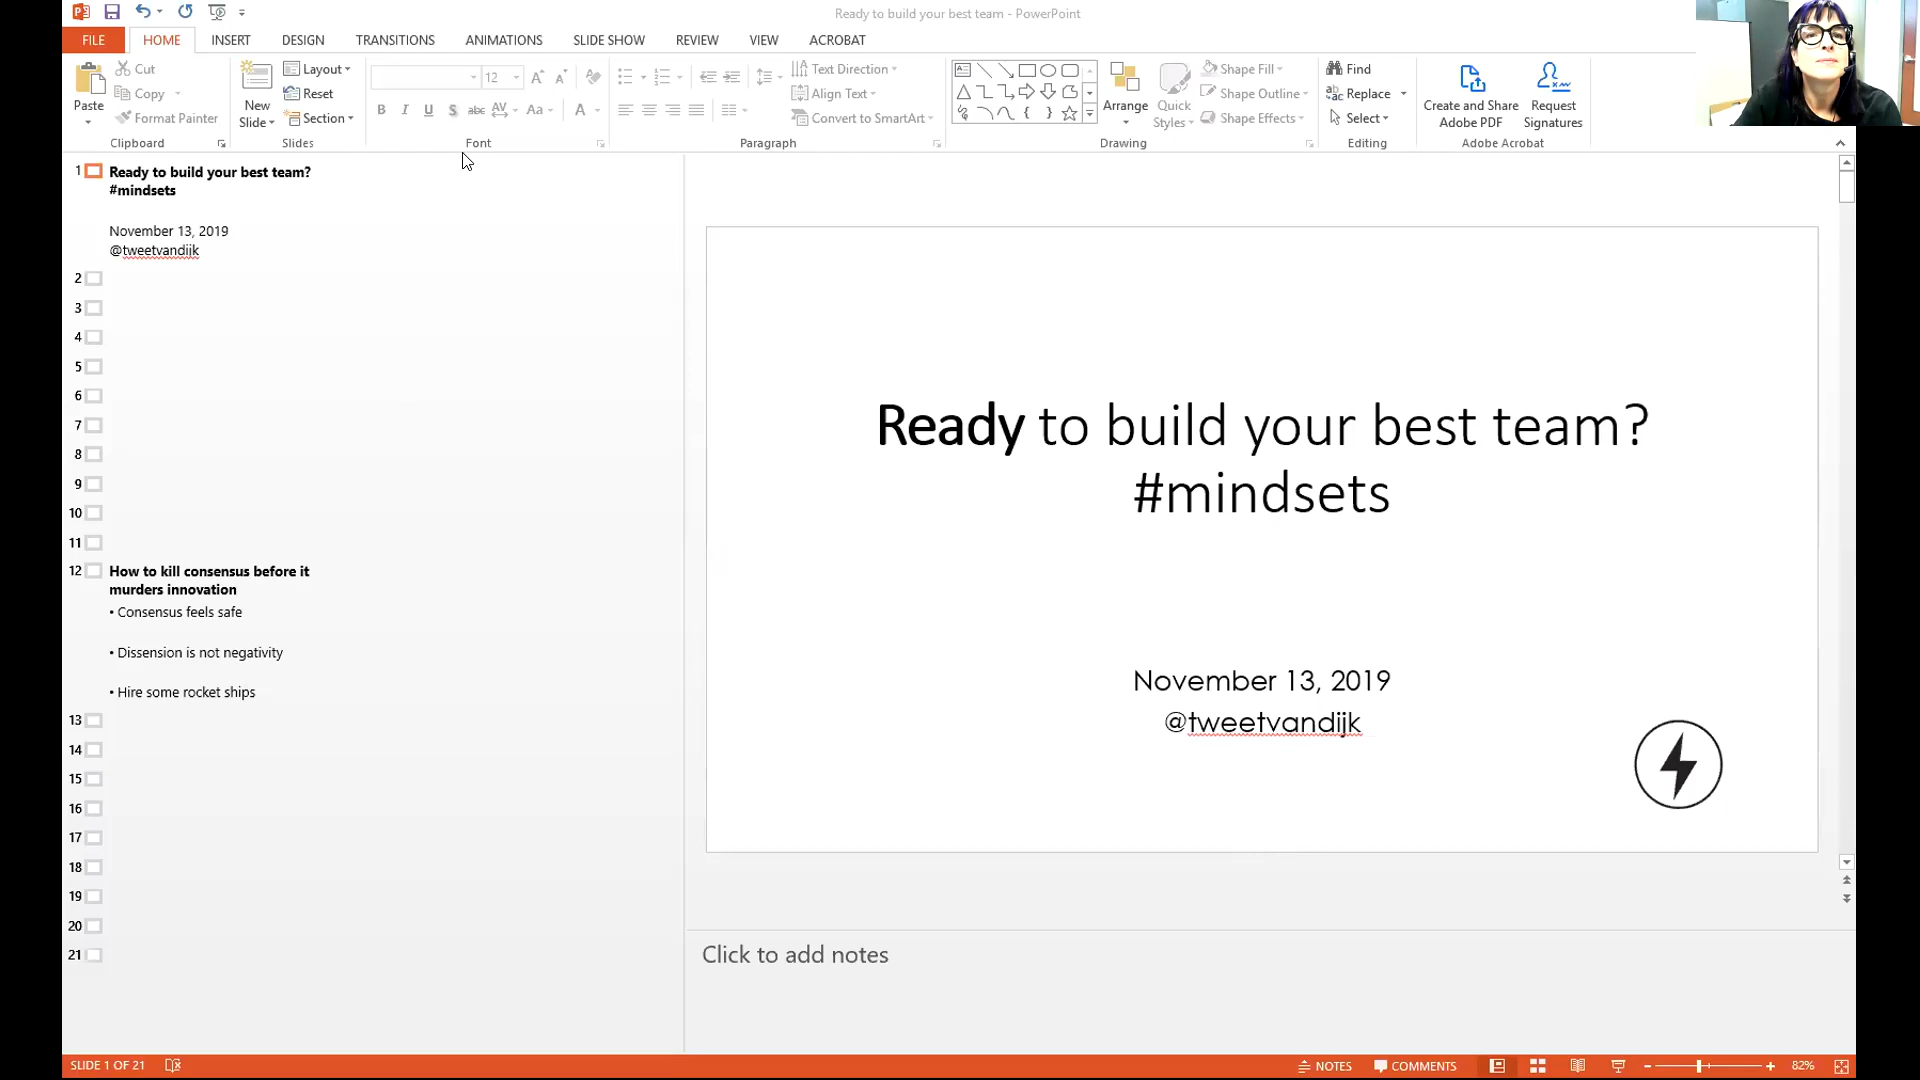 Ready to build your best team - PowerPoint
FILE HOME INSERT DESIGN TRANSITIONS ANIMATIONS SLIDE SHOW REVIEW VIEW ACROBAT
Paste
Cut
Copy
Format Painter
Clipboard
New
Slide
Layout
Reset
Section
Slides
12
B I U S abc AV Aa A
Font
Text Direction
Align Text
Convert to SmartArt
Paragraph
Arrange
Quick
Styles
Shape Fill
Shape Outline
Shape Effects
Drawing
Find
Replace
Select
Editing
Create and Share
Adobe PDF
Request
Signatures
Adobe Acrobat
1 Ready to build your best team?
#mindsets
November 13, 2019
@tweetvandijk
2
3
4
5
6
7
8
9
10
11
12 How to kill consensus before it
murders innovation
• Consensus feels safe
• Dissension is not negativity
• Hire some rocket ships
13
14
15
16
17
18
19
20
21
Ready to build your best team?
#mindsets
November 13, 2019
@tweetvandijk
Click to add notes
SLIDE 1 OF 21
NOTES COMMENTS 82%